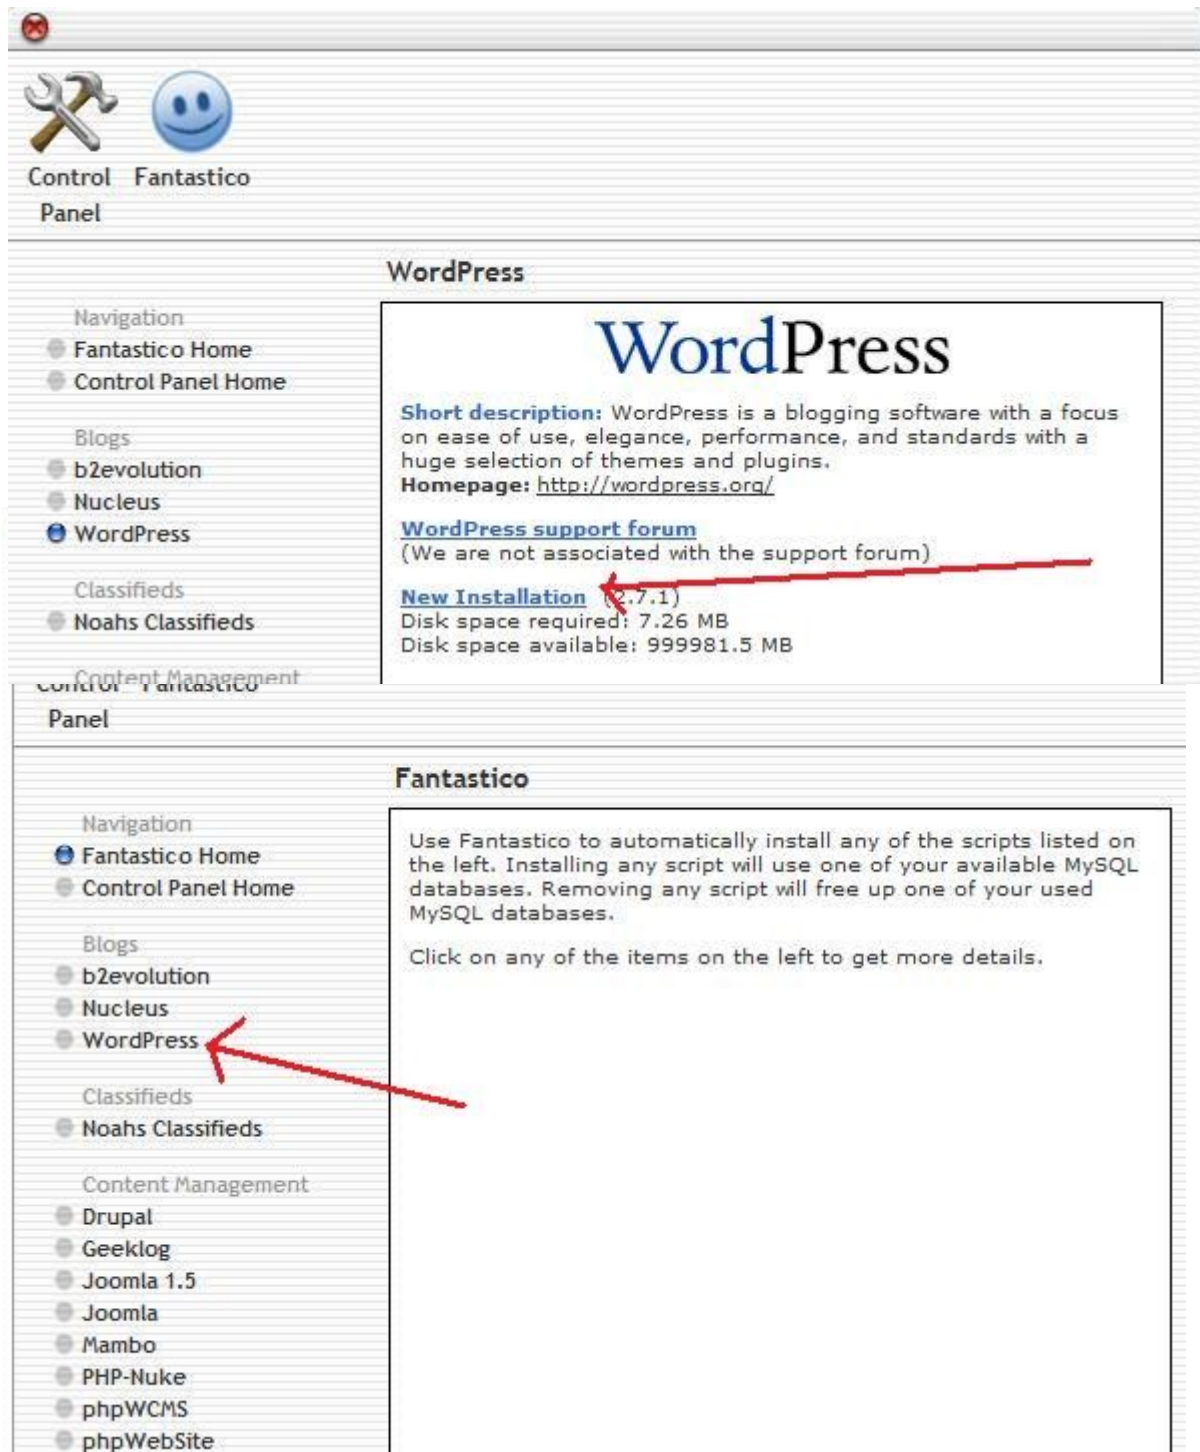 Control Fantastico
Panel
WordPress
Navigation
Fantastico Home
Control Panel Home
Blogs
b2evolution
Nucleus
WordPress
Classifieds
Noahs Classifieds
Content Management
WordPress
Short description: WordPress is a blogging software with a focus
on ease of use, elegance, performance, and standards with a
huge selection of themes and plugins.
Homepage: http://wordpress.org/
WordPress support forum
(We are not associated with the support forum)
New Installation (2.7.1)
Disk space required: 7.26 MB
Disk space available: 999981.5 MB
Control Fantastico
Panel
Fantastico
Navigation
Fantastico Home
Control Panel Home
Blogs
b2evolution
Nucleus
WordPress
Classifieds
Noahs Classifieds
Content Management
Drupal
Geeklog
Joomla 1.5
Joomla
Mambo
PHP-Nuke
phpWCMS
phpWebSite
Use Fantastico to automatically install any of the scripts listed on
the left. Installing any script will use one of your available MySQL
databases. Removing any script will free up one of your used
MySQL databases.
Click on any of the items on the left to get more details.